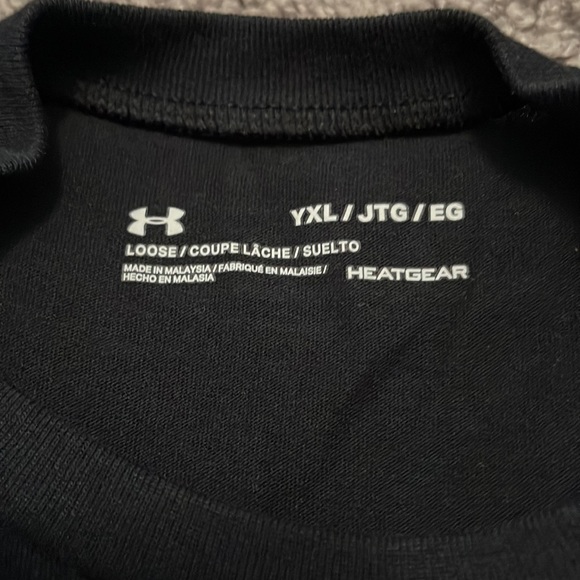 YXL / JTG / EG
LOOSE / COUPE LÂCHE / SUELTO
MADE IN MALAYSIA / FABRIQUÉ EN MALAISIE /
HECHO EN MALASIA
HEATGEAR